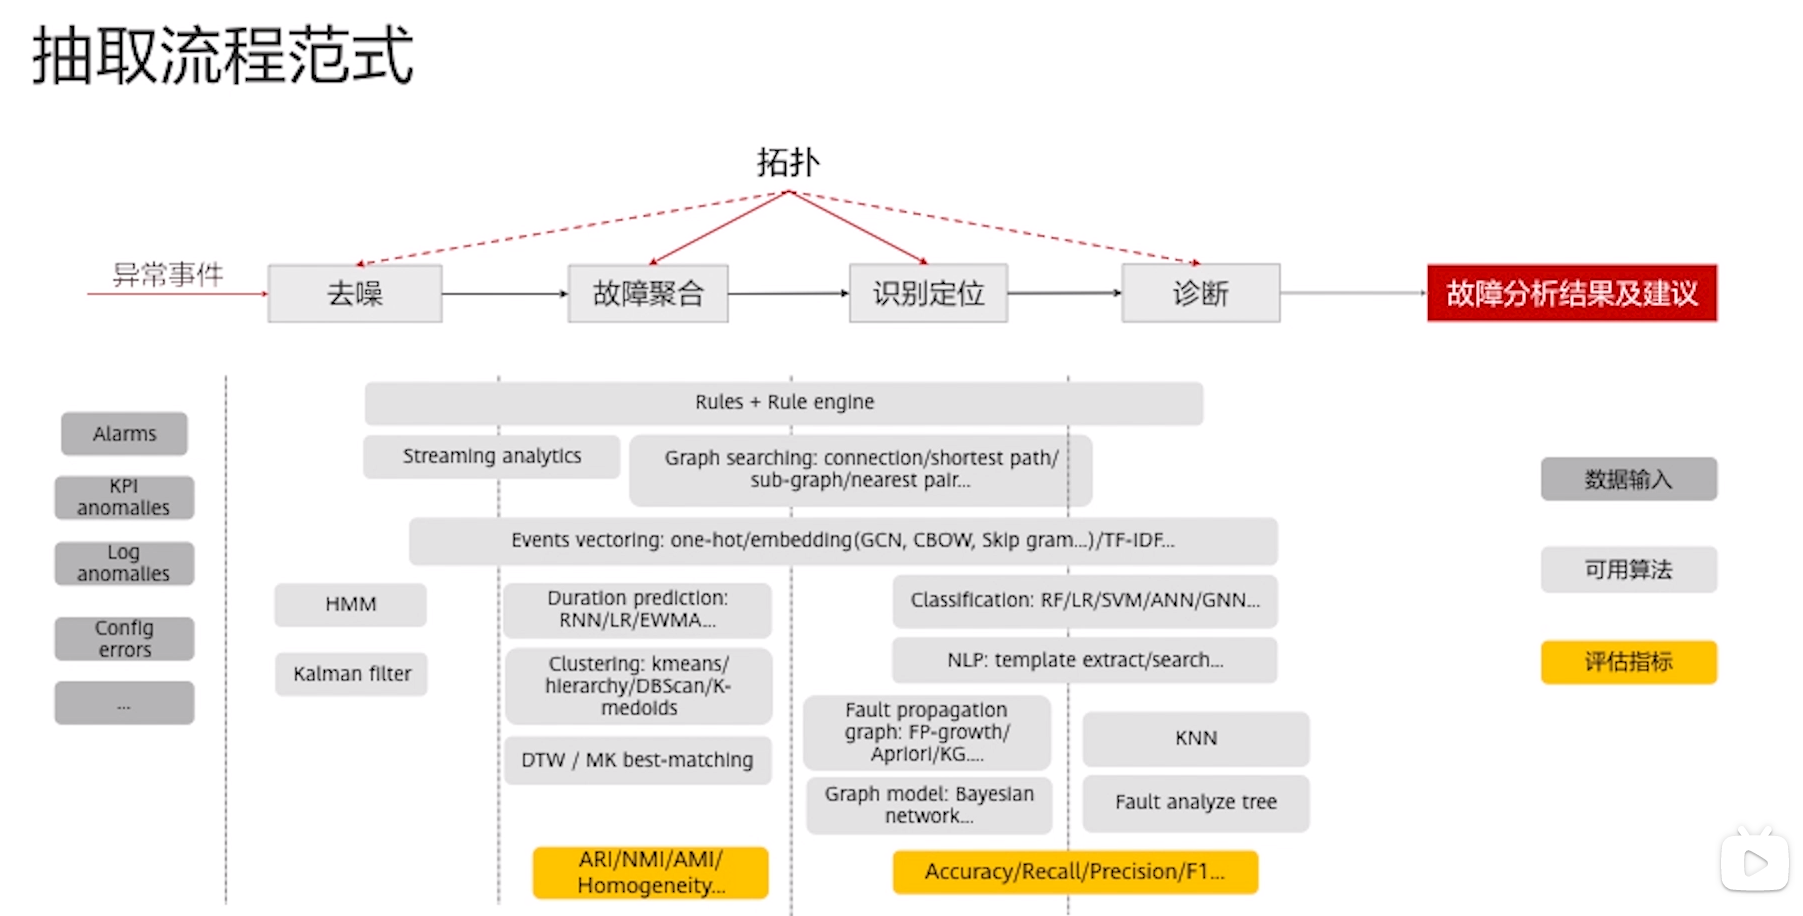 抽取流程范式
拓扑
异常事件
去噪
故障聚合
识别定位
诊断
故障分析结果及建议
Rules + Rule engine
Alarms
Streaming analytics
Graph searching: connection/shortest path/
sub-graph/nearest pair...
KPI
anomalies
数据输入
Events vectoring: one-hot/embedding(GCN, CBOW, Skip gram...)/TF-IDF...
Log
anomalies
可用算法
HMM
Duration prediction:
RNN/LR/EWMA...
Classification: RF/LR/SVM/ANN/GNN...
Config
errors
Kalman filter
Clustering: kmeans/
hierarchy/DBScan/K-
medoids
NLP: template extract/search...
评估指标
...
Fault propagation
graph: FP-growth/
Apriori/KG....
KNN
DTW / MK best-matching
Graph model: Bayesian
network...
Fault analyze tree
ARI/NMI/AMI/
Homogeneity...
Accuracy/Recall/Precision/F1...